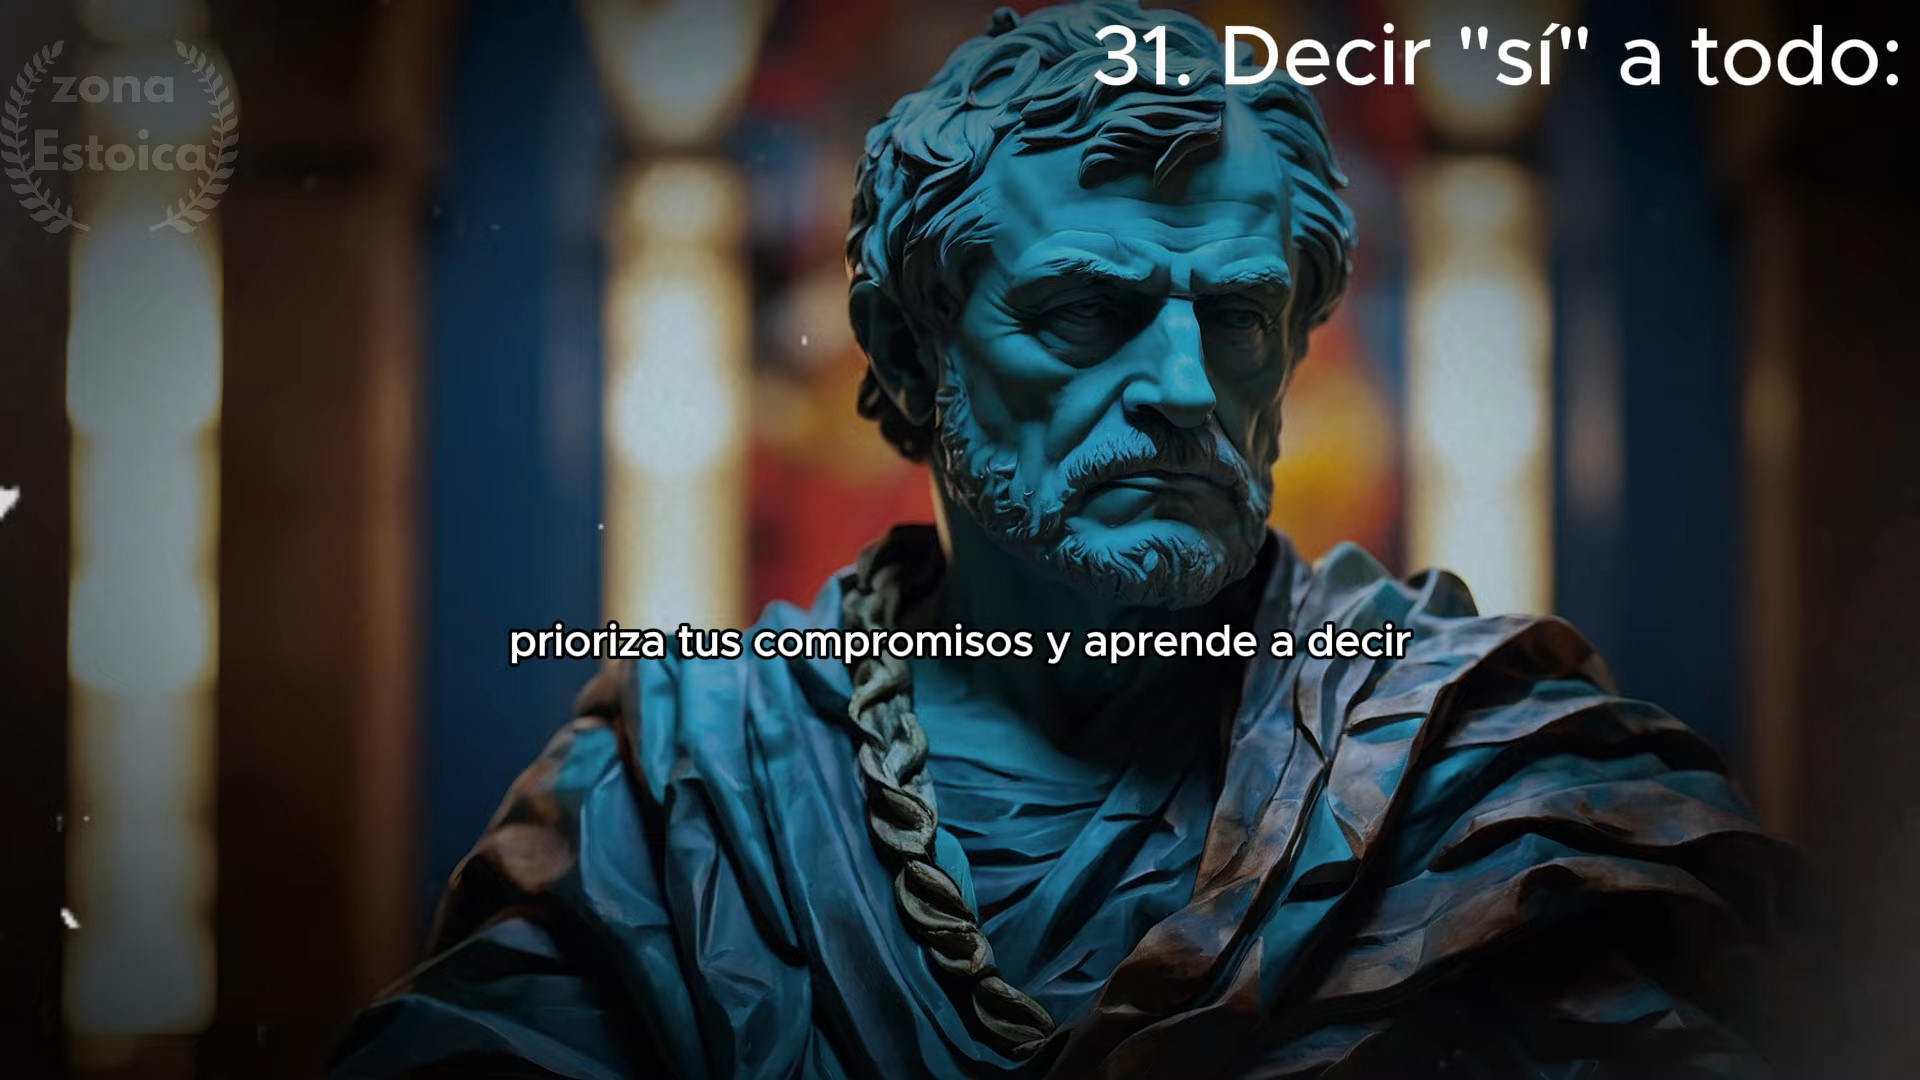 31. Decir "sí" a todo:
zona
Estoica
prioriza tus compromisos y aprende a decir